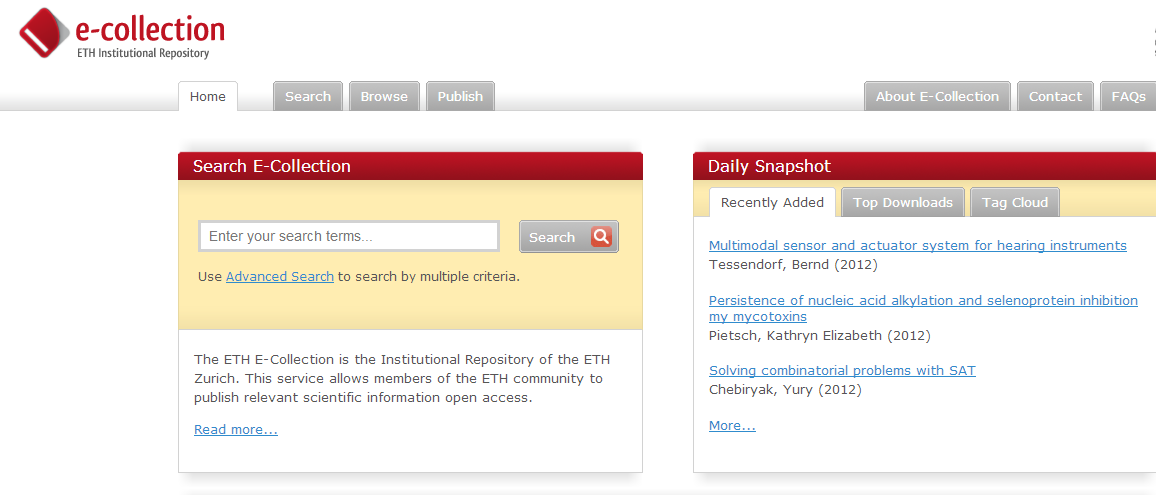 e-collection
ETH Institutional Repository
Home
Search
Browse
Publish
About E-Collection
Contact
FAQs
Search E-Collection
Enter your search terms...
Search
Use Advanced Search to search by multiple criteria.
The ETH E-Collection is the Institutional Repository of the ETH
Zurich. This service allows members of the ETH community to
publish relevant scientific information open access.
Read more...
Daily Snapshot
Recently Added
Top Downloads
Tag Cloud
Multimodal sensor and actuator system for hearing instruments
Tessendorf, Bernd (2012)
Persistence of nucleic acid alkylation and selenoprotein inhibition
my mycotoxins
Pietsch, Kathryn Elizabeth (2012)
Solving combinatorial problems with SAT
Chebiryak, Yury (2012)
More...